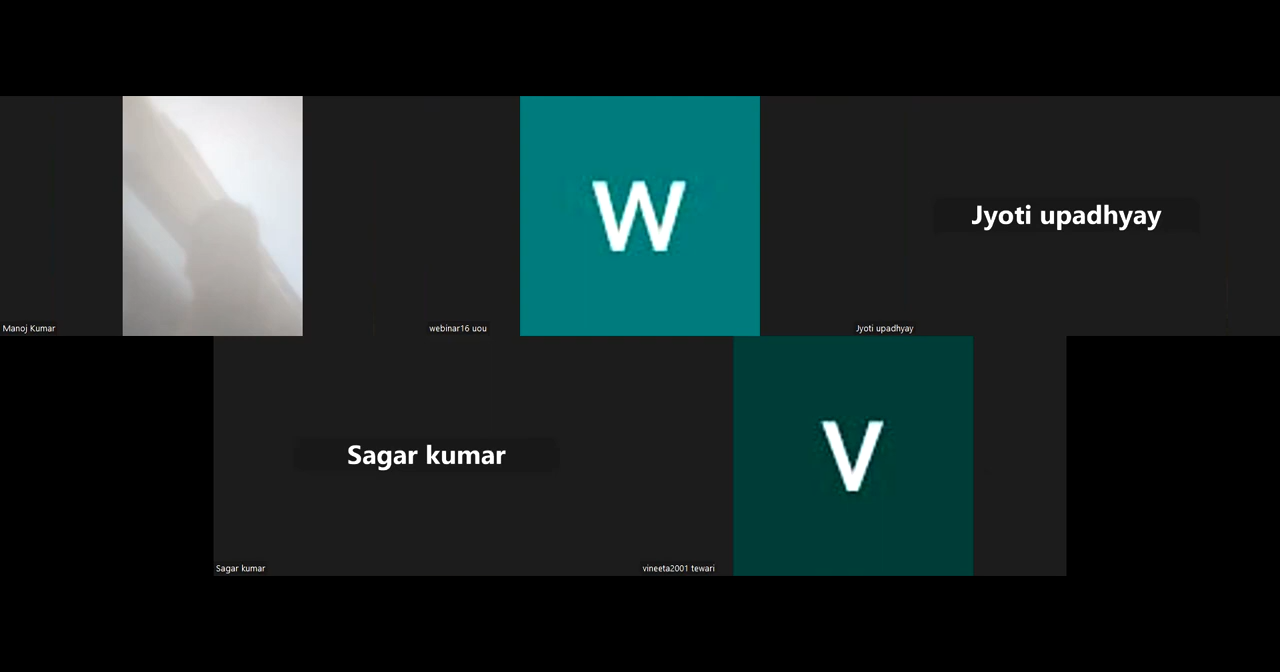 W
Jyoti upadhyay
Manoj Kumar
webinar16 uou
Jyoti upadhyay
V
Sagar kumar
Sagar kumar
vineeta2001 tewari